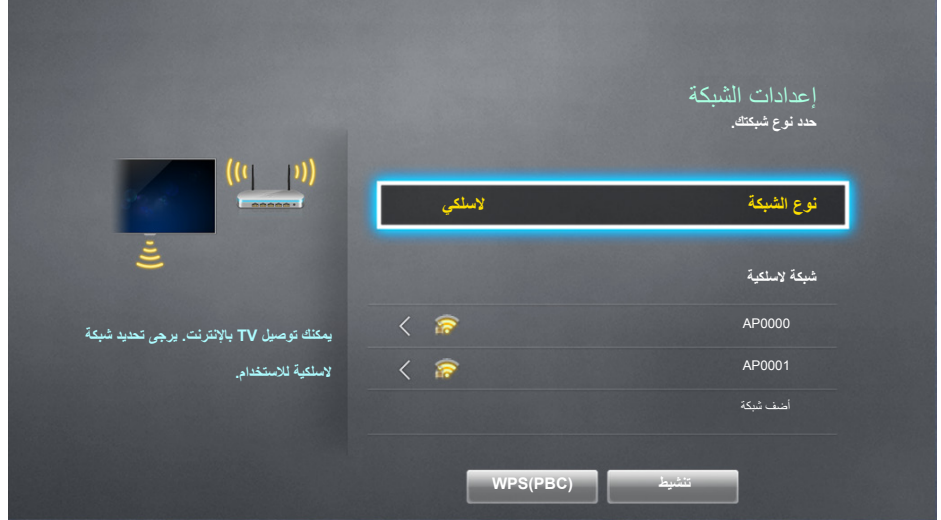 إعدادات الشبكة
حدد نوع شبكتك.
نوع الشبكة لاسلكي
شبكة لاسلكية
AP0000
AP0001
أضف شبكة
يمكنك توصيل TV بالإنترنت. يرجى تحديد شبكة
لاسلكية للاستخدام.
تنشيط WPS(PBC)